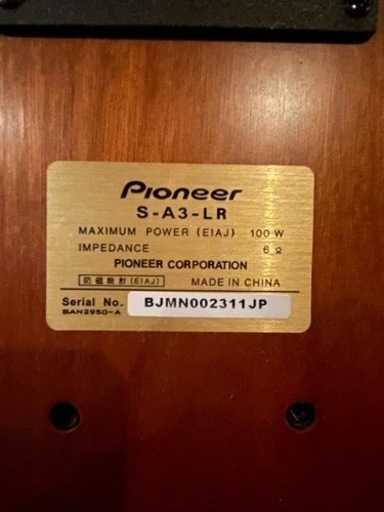 Pioneer
S-A3-LR
MAXIMUM POWER (EIAJ) 100 W
IMPEDANCE 6 Ω
PIONEER CORPORATION
防磁設計(EIAJ) MADE IN CHINA
Serial No. BJMN002311JP
BAN2950-A